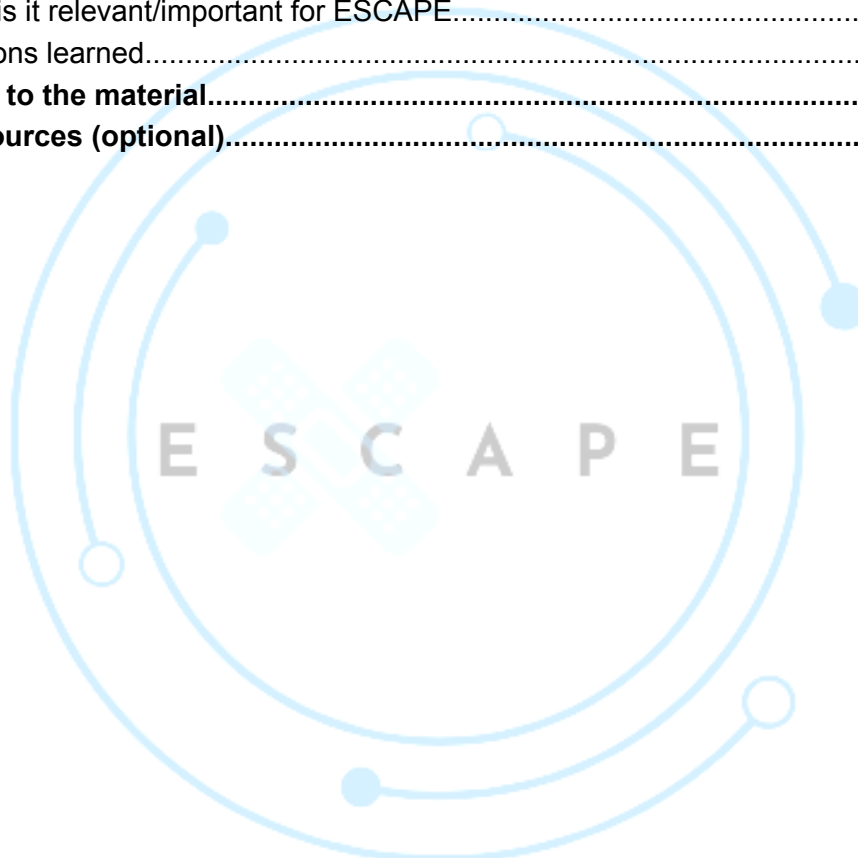 is it relevant/important for ESCAPE.......................................................
ons learned.........................................................................................
to the material.................................................................................
ources (optional)..............................................................................
E S C A P E